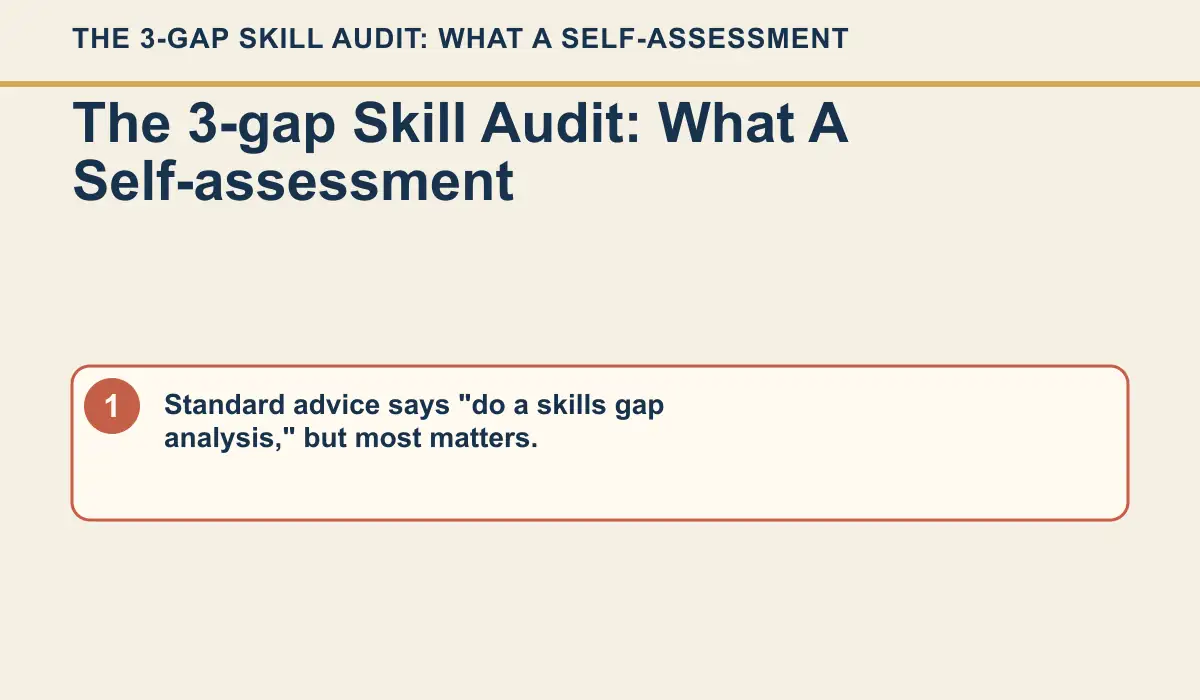 THE 3-GAP SKILL AUDIT: WHAT A SELF-ASSESSMENT
The 3-gap Skill Audit: What A
Self-assessment
1
Standard advice says "do a skills gap
analysis," but most matters.